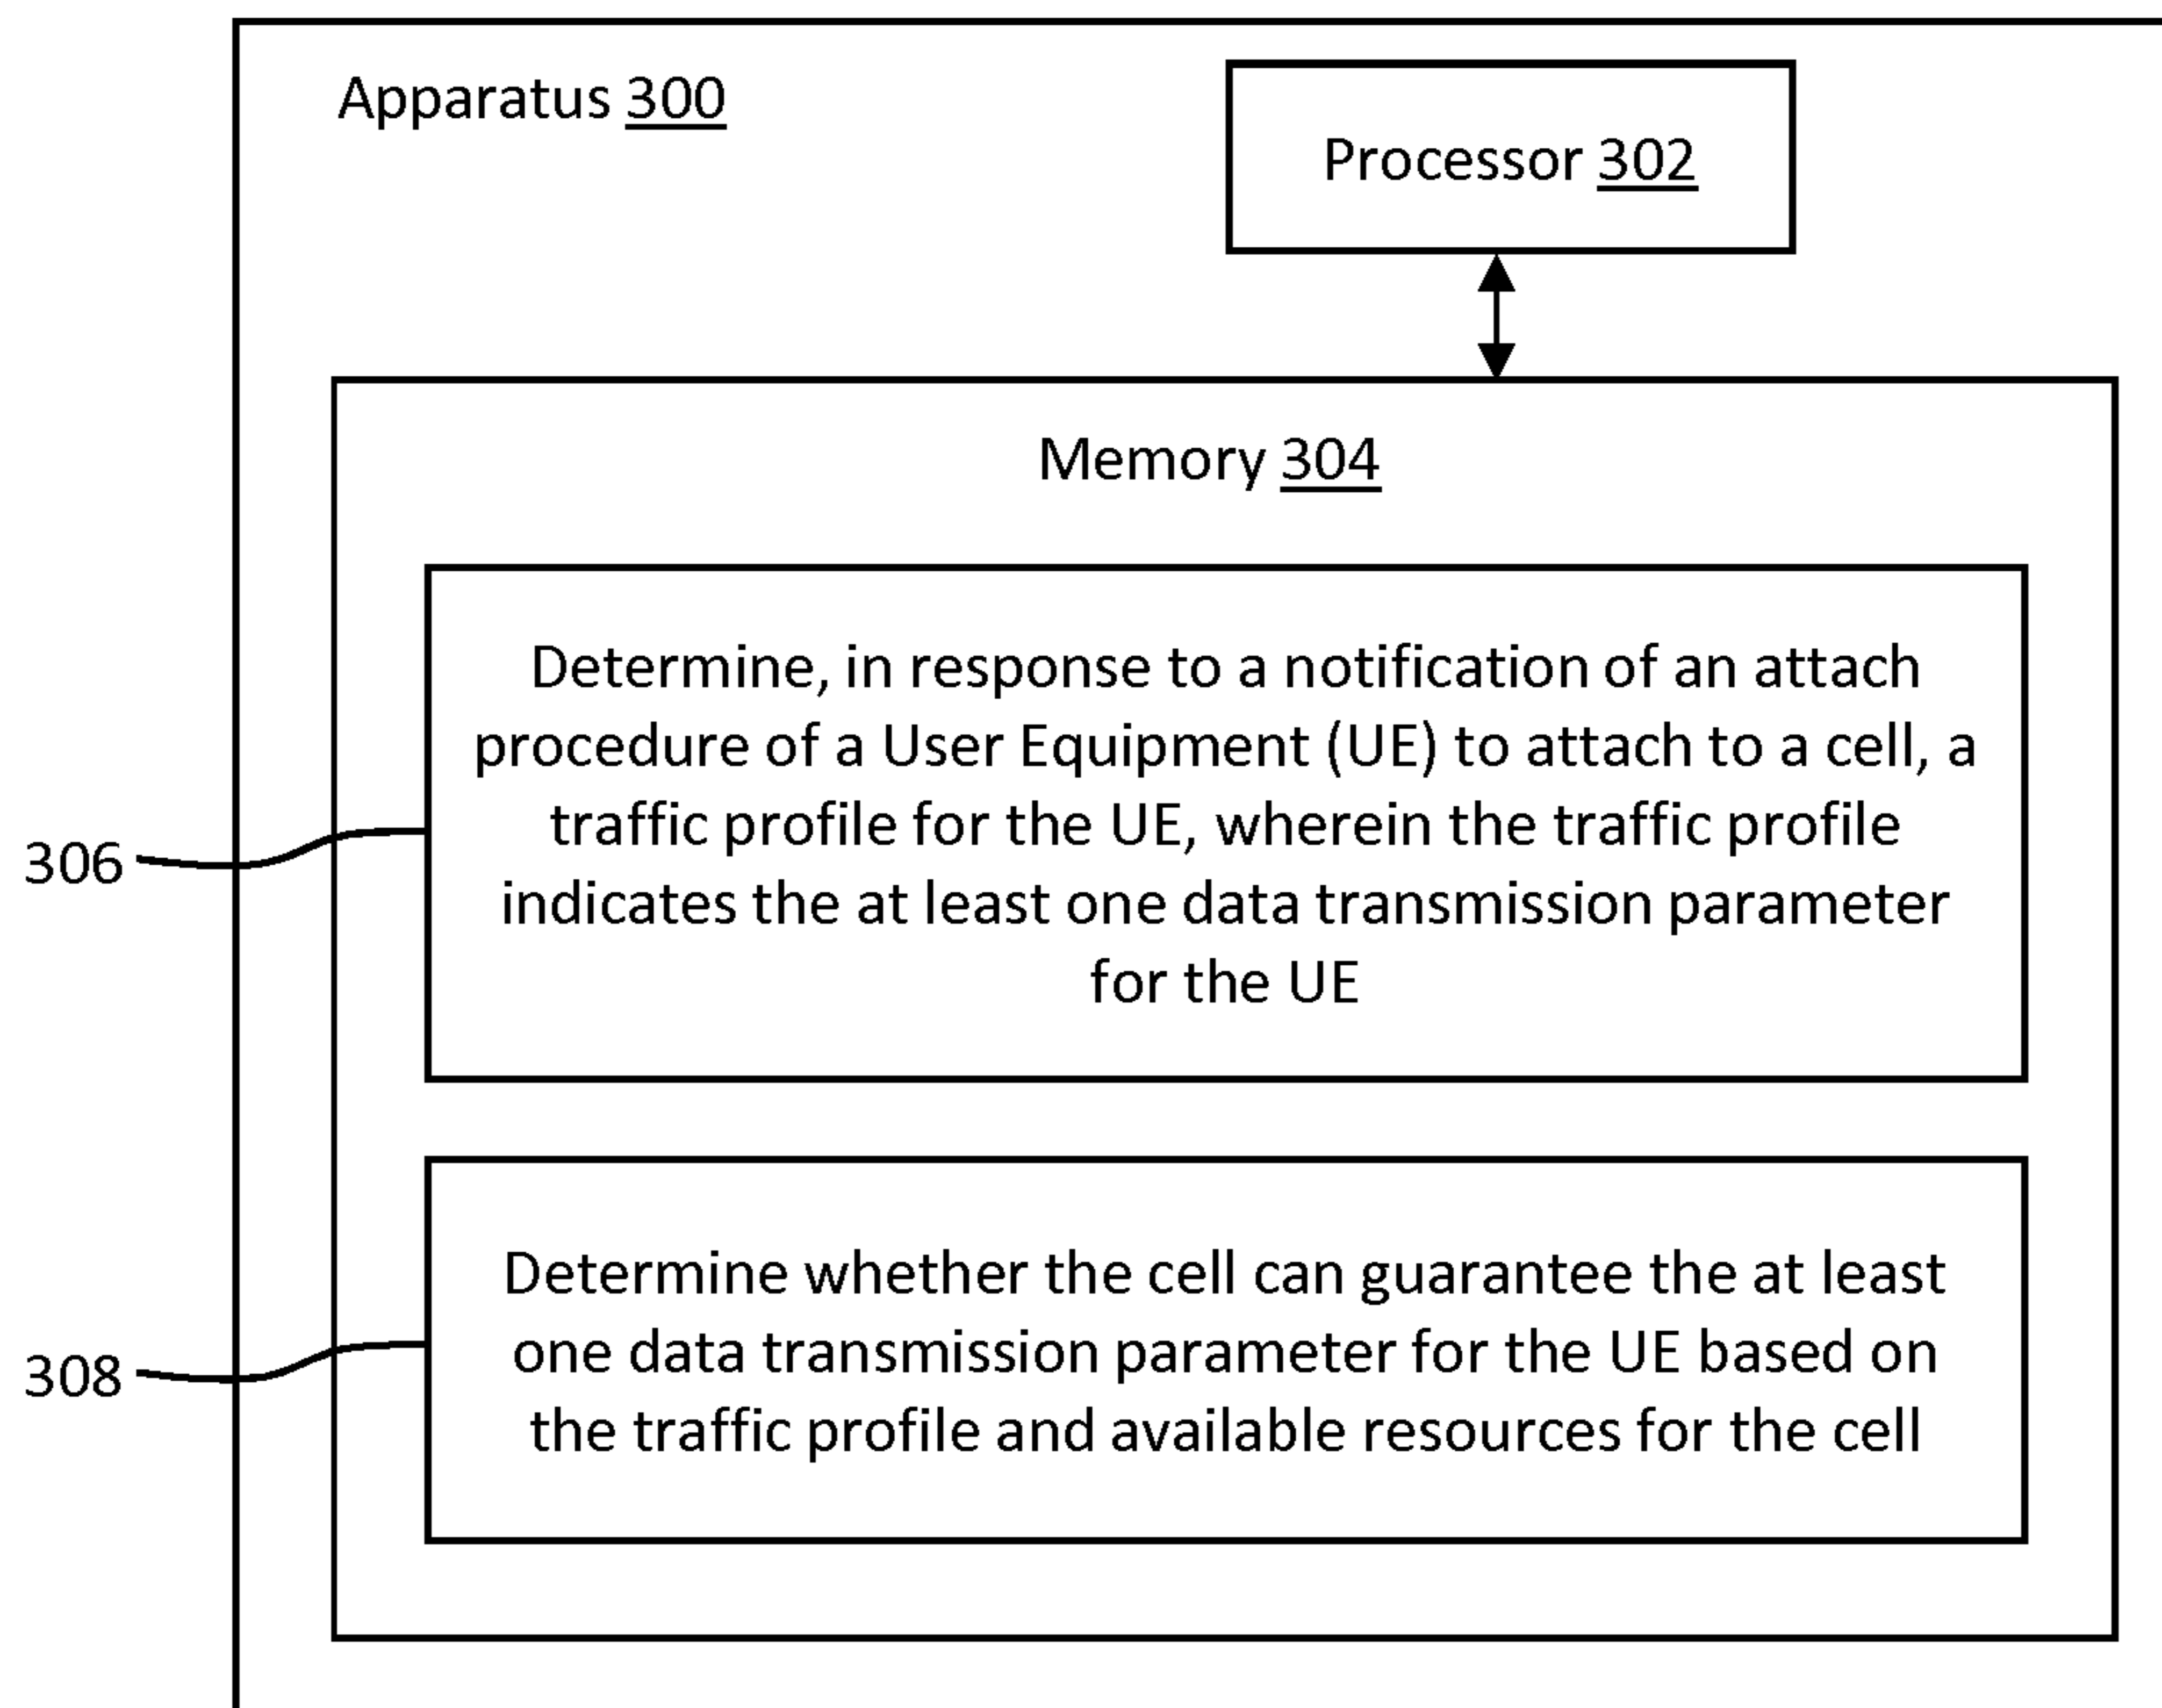 Apparatus 300
Processor 302
Memory 304
Determine, in response to a notification of an attach
procedure of a User Equipment (UE) to attach to a cell, a
traffic profile for the UE, wherein the traffic profile
indicates the at least one data transmission parameter
for the UE
306
Determine whether the cell can guarantee the at least
one data transmission parameter for the UE based on
the traffic profile and available resources for the cell
308